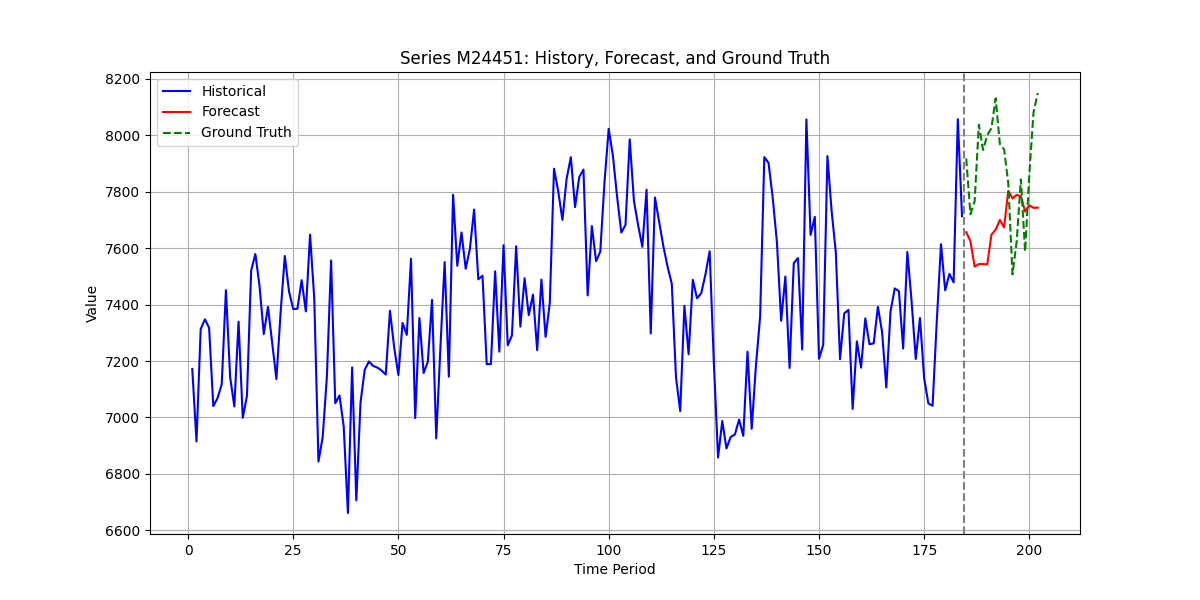 Series M24451: History, Forecast, and Ground Truth
Historical
Forecast
Ground Truth
Value
8200
8000
7800
7600
7400
7200
7000
6800
6600
0 25 50 75 100 125 150 175 200
Time Period